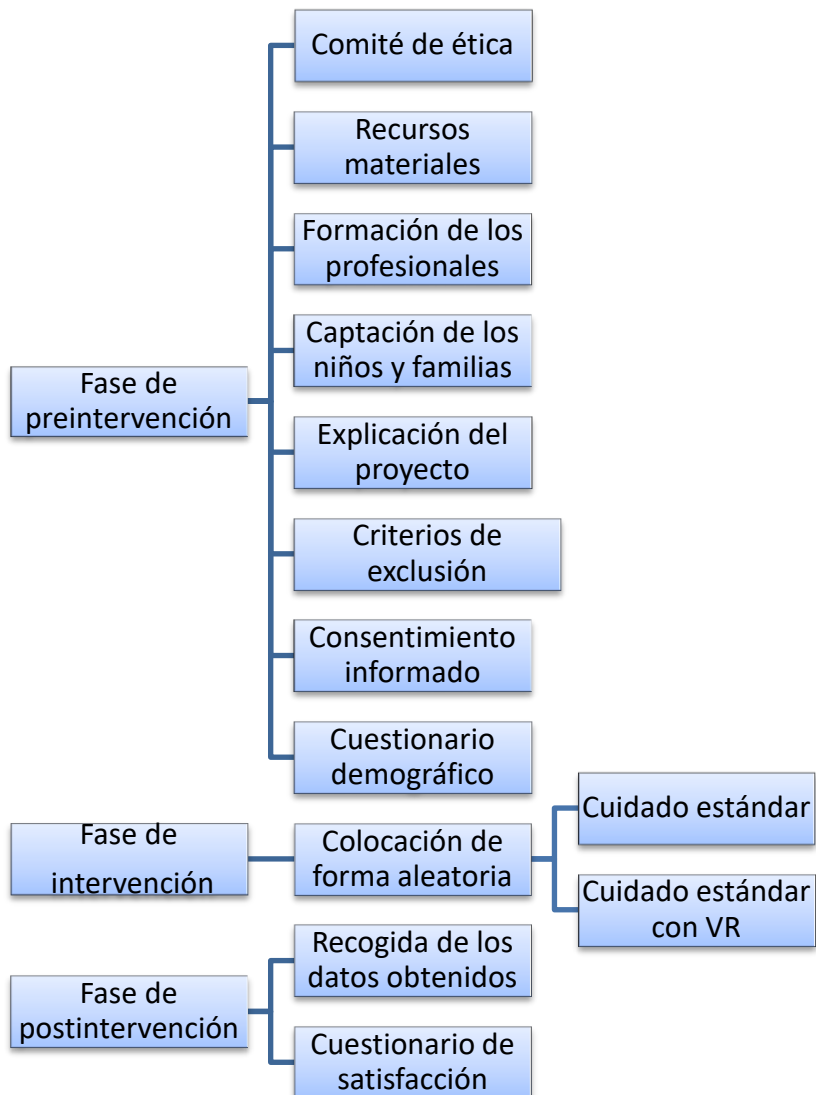 Comité de ética
Recursos
materiales
Formación de los
profesionales
Captación de los
niños y familias
Fase de
preintervención
Explicación del
proyecto
Criterios de
exclusión
Consentimiento
informado
Cuestionario
demográfico
Fase de
intervención
Colocación de
forma aleatoria
Cuidado estándar
Cuidado estándar
con VR
Fase de
postintervención
Recogida de los
datos obtenidos
Cuestionario de
satisfacción